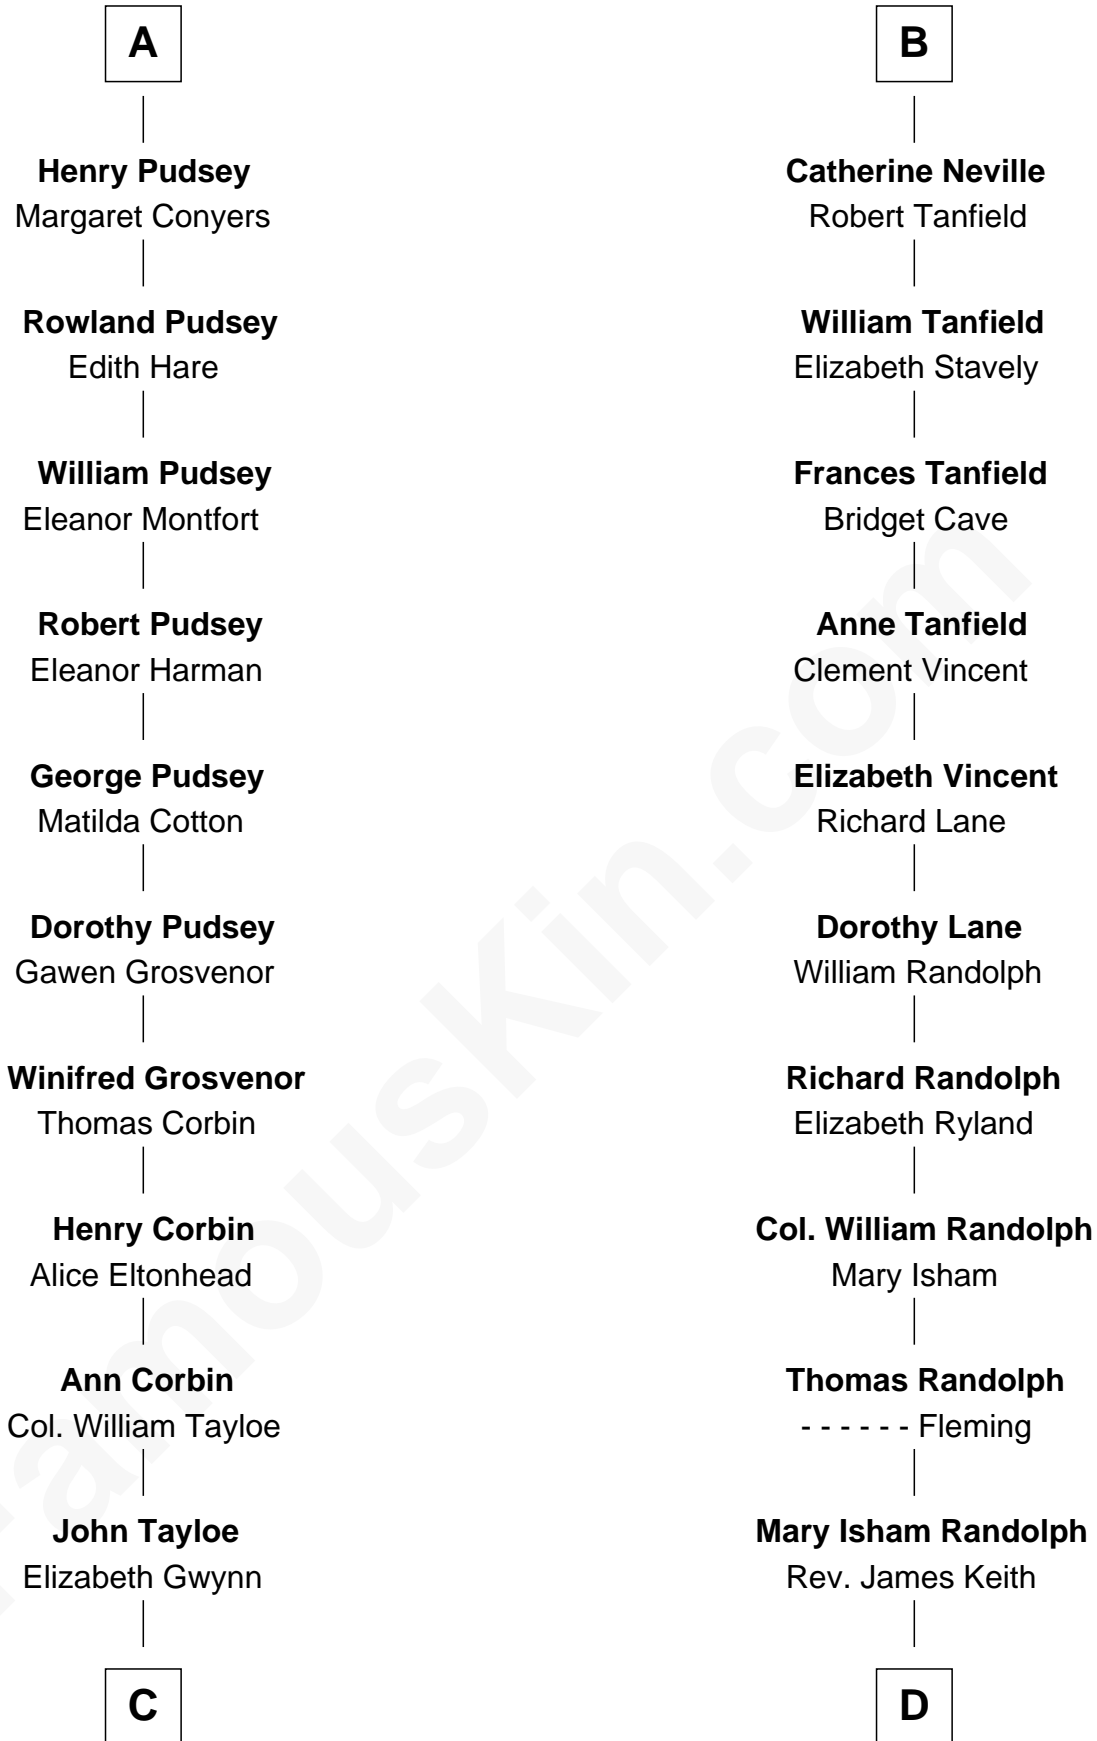 A
Henry Pudsey
Margaret Conyers
Rowland Pudsey
Edith Hare
William Pudsey
Eleanor Montfort
Robert Pudsey
Eleanor Harman
George Pudsey
Matilda Cotton
Dorothy Pudsey
Gawen Grosvenor
Winifred Grosvenor
Thomas Corbin
Henry Corbin
Alice Eltonhead
Ann Corbin
Col. William Tayloe
John Tayloe
Elizabeth Gwynn
C
B
Catherine Neville
Robert Tanfield
William Tanfield
Elizabeth Stavely
Frances Tanfield
Bridget Cave
Anne Tanfield
Clement Vincent
Elizabeth Vincent
Richard Lane
Dorothy Lane
William Randolph
Richard Randolph
Elizabeth Ryland
Col. William Randolph
Mary Isham
Thomas Randolph
- - - - - - Fleming
Mary Isham Randolph
Rev. James Keith
D
FamousKin.com